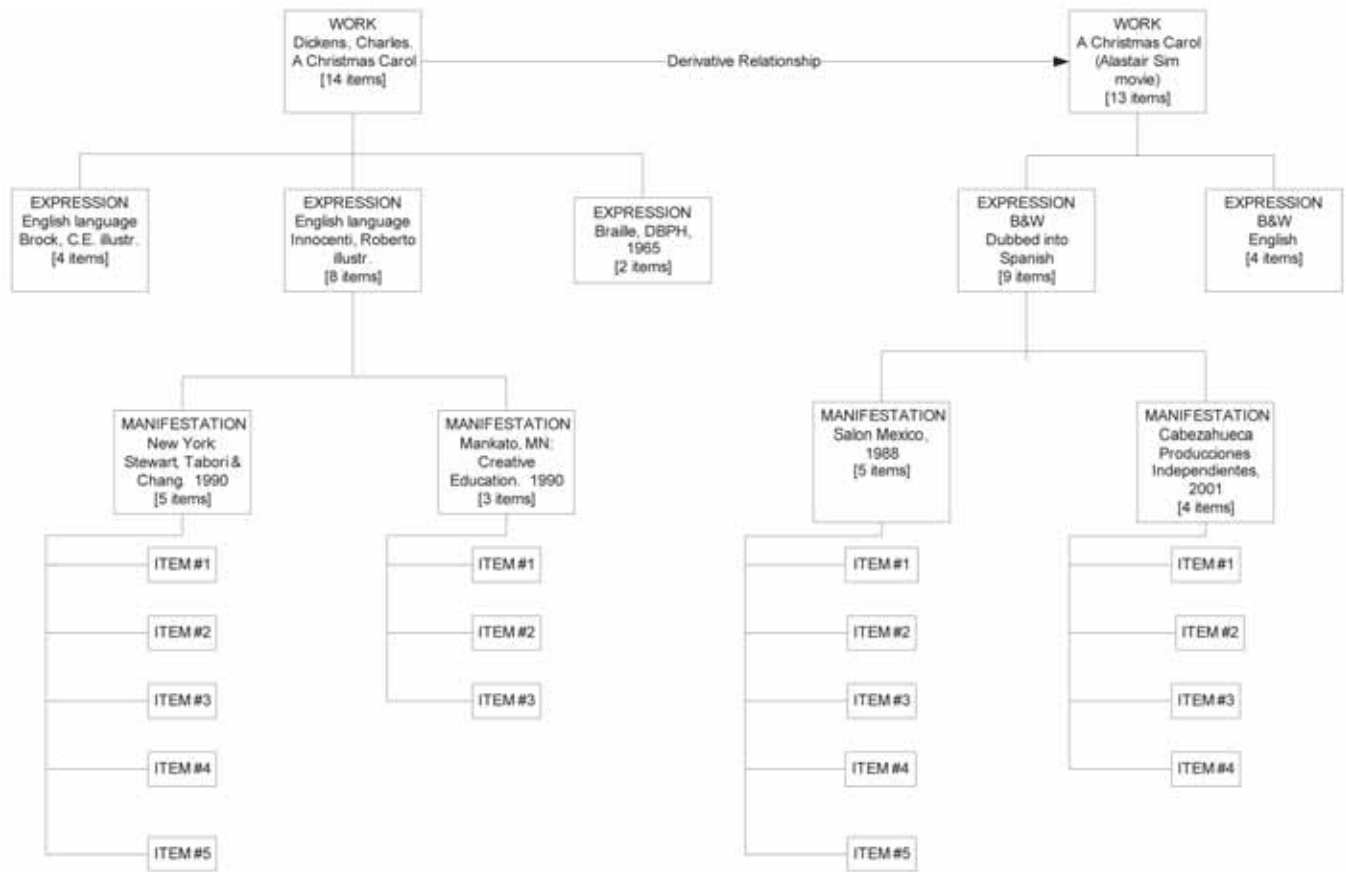 WORK
Dickens, Charles.
A Christmas Carol
[14 items]
Derivative Relationship
WORK
A Christmas Carol
(Alastair Sim
movie)
[13 items]
EXPRESSION
English language
Brock, C.E. illustr.
[4 items]
EXPRESSION
English language
Innocenti, Roberto
illustr.
[8 items]
EXPRESSION
Braille, DBPH,
1965
[2 items]
EXPRESSION
B&W
Dubbed into
Spanish
[9 items]
EXPRESSION
B&W
English
[4 items]
MANIFESTATION
New York:
Stewart, Tabori &
Chang. 1990
[5 items]
MANIFESTATION
Mankato, MN:
Creative
Education. 1990
[3 items]
MANIFESTATION
Salon Mexico,
1988
[5 items]
MANIFESTATION
Cabezahueca
Producciones
Independientes,
2001
[4 items]
ITEM #1
ITEM #2
ITEM #3
ITEM #4
ITEM #5
ITEM #1
ITEM #2
ITEM #3
ITEM #1
ITEM #2
ITEM #3
ITEM #4
ITEM #5
ITEM #1
ITEM #2
ITEM #3
ITEM #4